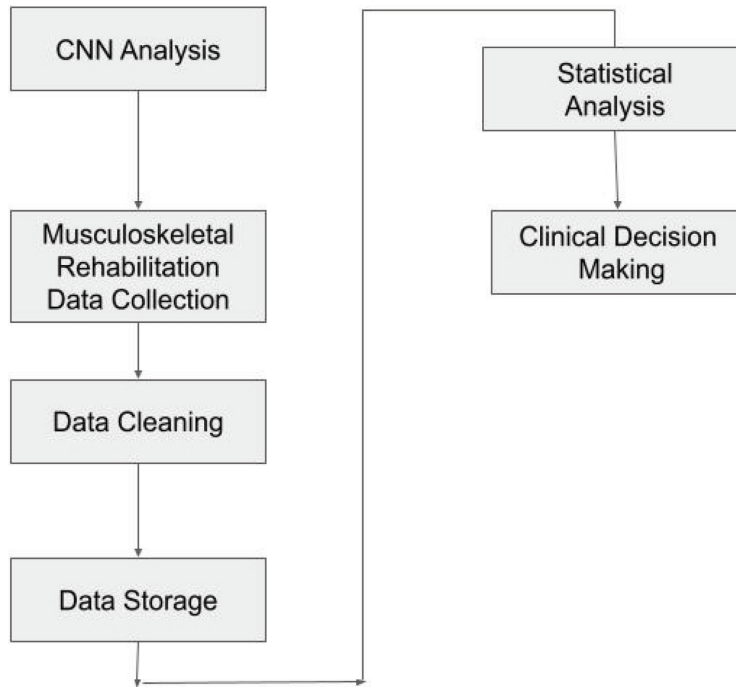 CNN Analysis
Musculoskeletal
Rehabilitation
Data Collection
Data Cleaning
Data Storage
Statistical
Analysis
Clinical Decision
Making